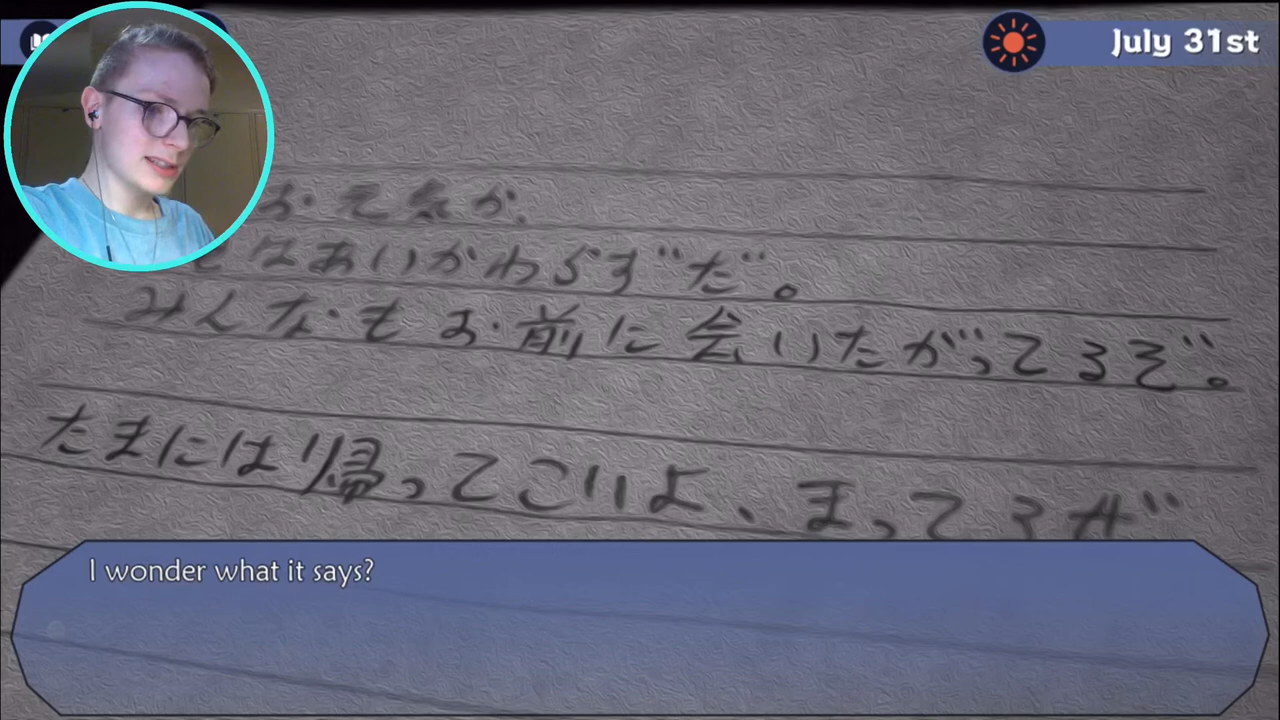 July 31st
お元気か、
はあいかわらずだ。
みんなもお前に会いたがってるぞ。
たまには帰ってこいよ、まってるぜ
I wonder what it says?